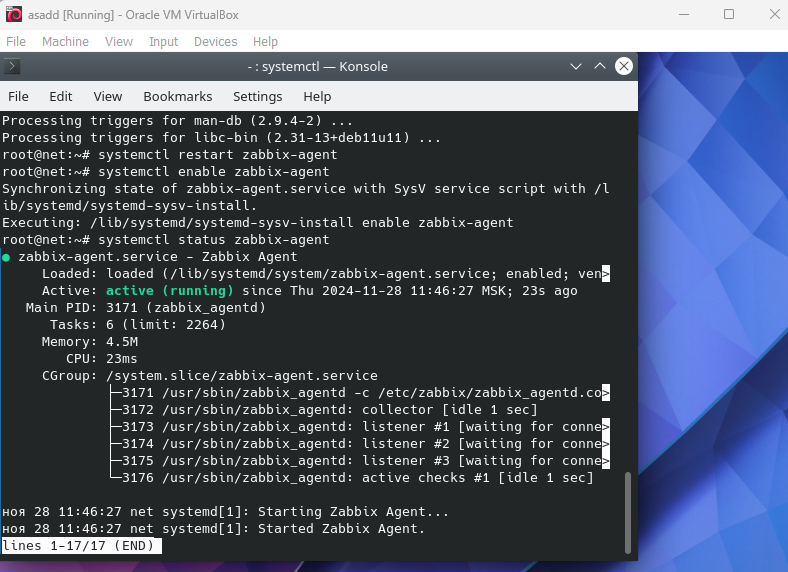 asadd [Running] - Oracle VM VirtualBox
File Machine View Input Devices Help
- : systemctl — Konsole
File Edit View Bookmarks Settings Help
Processing triggers for man-db (2.9.4-2) ...
Processing triggers for libc-bin (2.31-13+deb11u11) ...
root@net:~# systemctl restart zabbix-agent
root@net:~# systemctl enable zabbix-agent
Synchronizing state of zabbix-agent.service with SysV service script with /l
ib/systemd/systemd-sysv-install.
Executing: /lib/systemd/systemd-sysv-install enable zabbix-agent
root@net:~# systemctl status zabbix-agent
● zabbix-agent.service - Zabbix Agent
Loaded: loaded (/lib/systemd/system/zabbix-agent.service; enabled; ven>
Active: active (running) since Thu 2024-11-28 11:46:27 MSK; 23s ago
Main PID: 3171 (zabbix_agentd)
Tasks: 6 (limit: 2264)
Memory: 4.5M
CPU: 23ms
CGroup: /system.slice/zabbix-agent.service
├─3171 /usr/sbin/zabbix_agentd -c /etc/zabbix/zabbix_agentd.co>
├─3172 /usr/sbin/zabbix_agentd: collector [idle 1 sec]
├─3173 /usr/sbin/zabbix_agentd: listener #1 [waiting for conne>
├─3174 /usr/sbin/zabbix_agentd: listener #2 [waiting for conne>
├─3175 /usr/sbin/zabbix_agentd: listener #3 [waiting for conne>
└─3176 /usr/sbin/zabbix_agentd: active checks #1 [idle 1 sec]
ноя 28 11:46:27 net systemd[1]: Starting Zabbix Agent...
ноя 28 11:46:27 net systemd[1]: Started Zabbix Agent.
lines 1-17/17 (END)